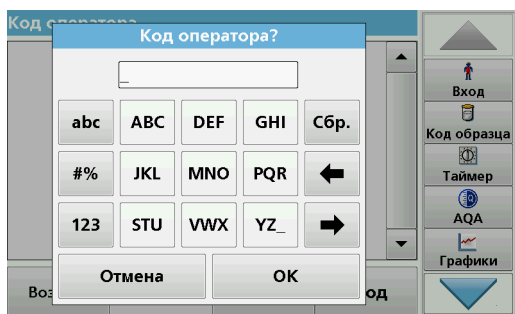 Код оператора
Код оператора?
_
abc ABC DEF GHI Сбр.
#% JKL MNO PQR
123 STU VWX YZ_
Отмена OK
Вход
Код образца
Таймер
AQA
Графики